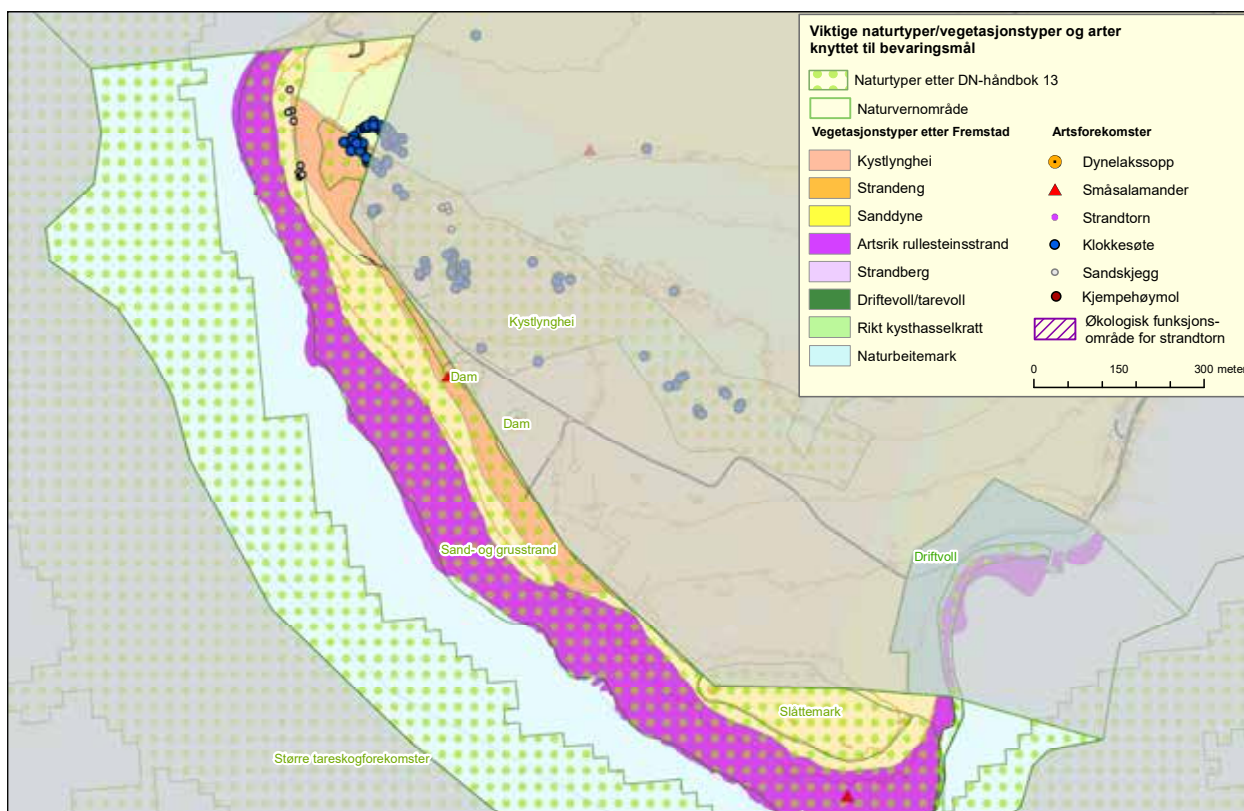 Viktige naturtyper/vegetasjonstyper og arter
knyttet til bevaringsmål
Naturtyper etter DN-håndbok 13
Naturvernområde
Vegetasjonstyper etter Fremstad
Kystlynghei
Strandeng
Sanddyne
Artsrik rullesteinsstrand
Strandberg
Driftevoll/tarevoll
Rikt kysthasselkratt
Naturbeitemark
Artsforekomster
Dynelakssopp
Småsalamander
Strandtorn
Klokkesøte
Sandskjegg
Kjempehøymol
Økologisk funksjons-
område for strandtorn
0 150 300 meter
Kystlynghei
Dam
Dam
Sand- og grusstrand
Driftvoll
Slåttemark
Større tareskogforekomster